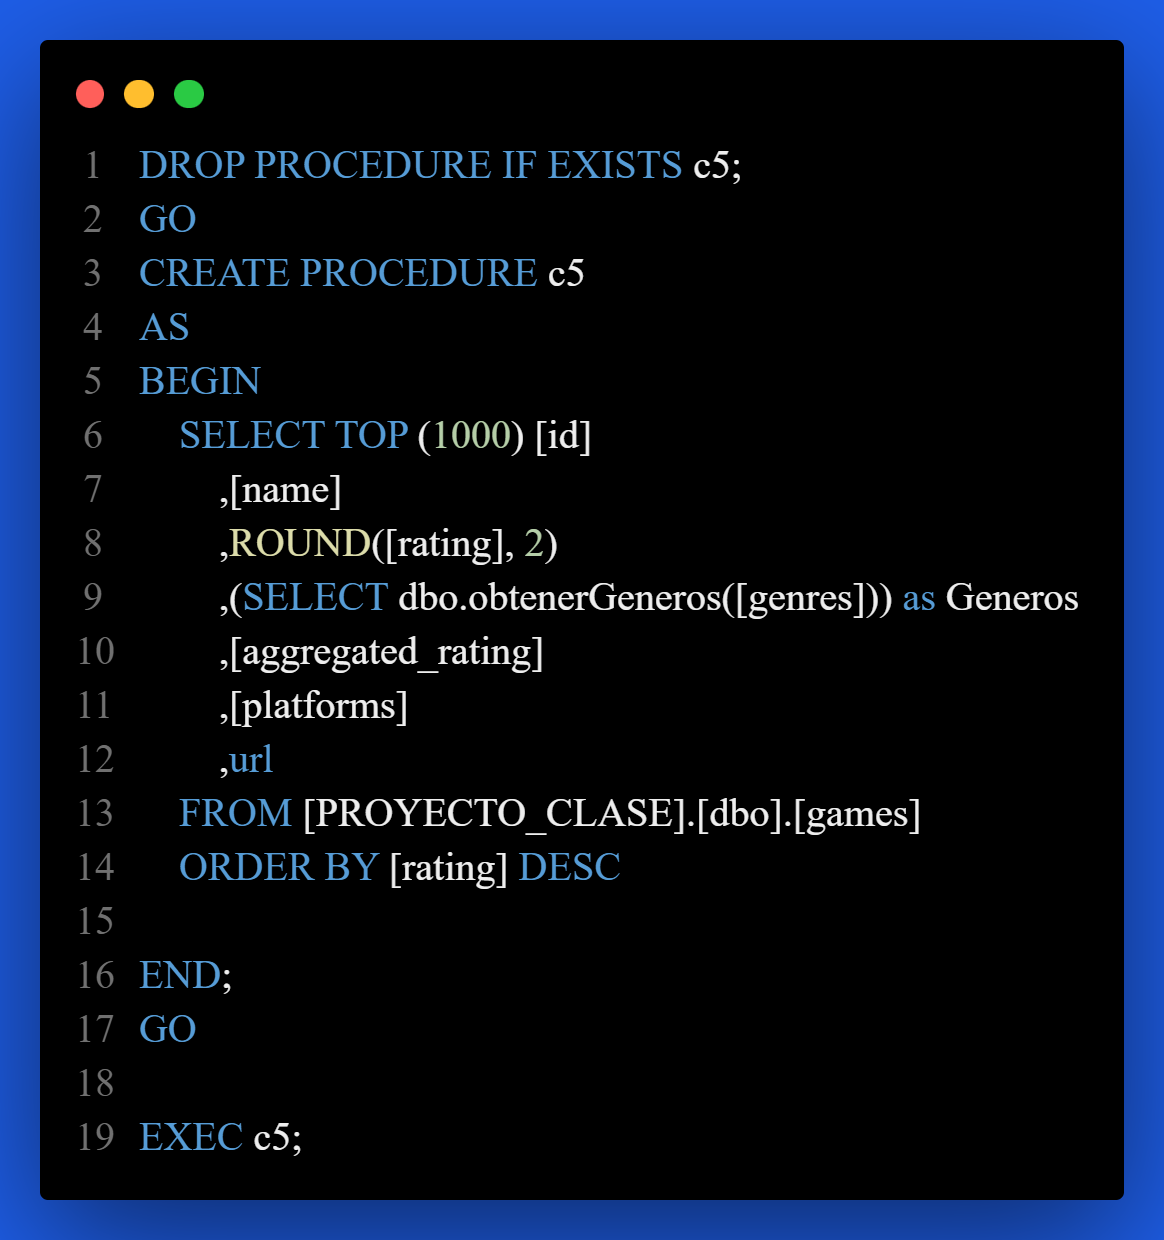 1 DROP PROCEDURE IF EXISTS c5;
2 GO
3 CREATE PROCEDURE c5
4 AS
5 BEGIN
6 SELECT TOP (1000) [id]
7 ,[name]
8 ,ROUND([rating], 2)
9 ,(SELECT dbo.obtenerGeneros([genres])) as Generos
10 ,[aggregated_rating]
11 ,[platforms]
12 ,url
13 FROM [PROYECTO_CLASE].[dbo].[games]
14 ORDER BY [rating] DESC
15
16 END;
17 GO
18
19 EXEC c5;